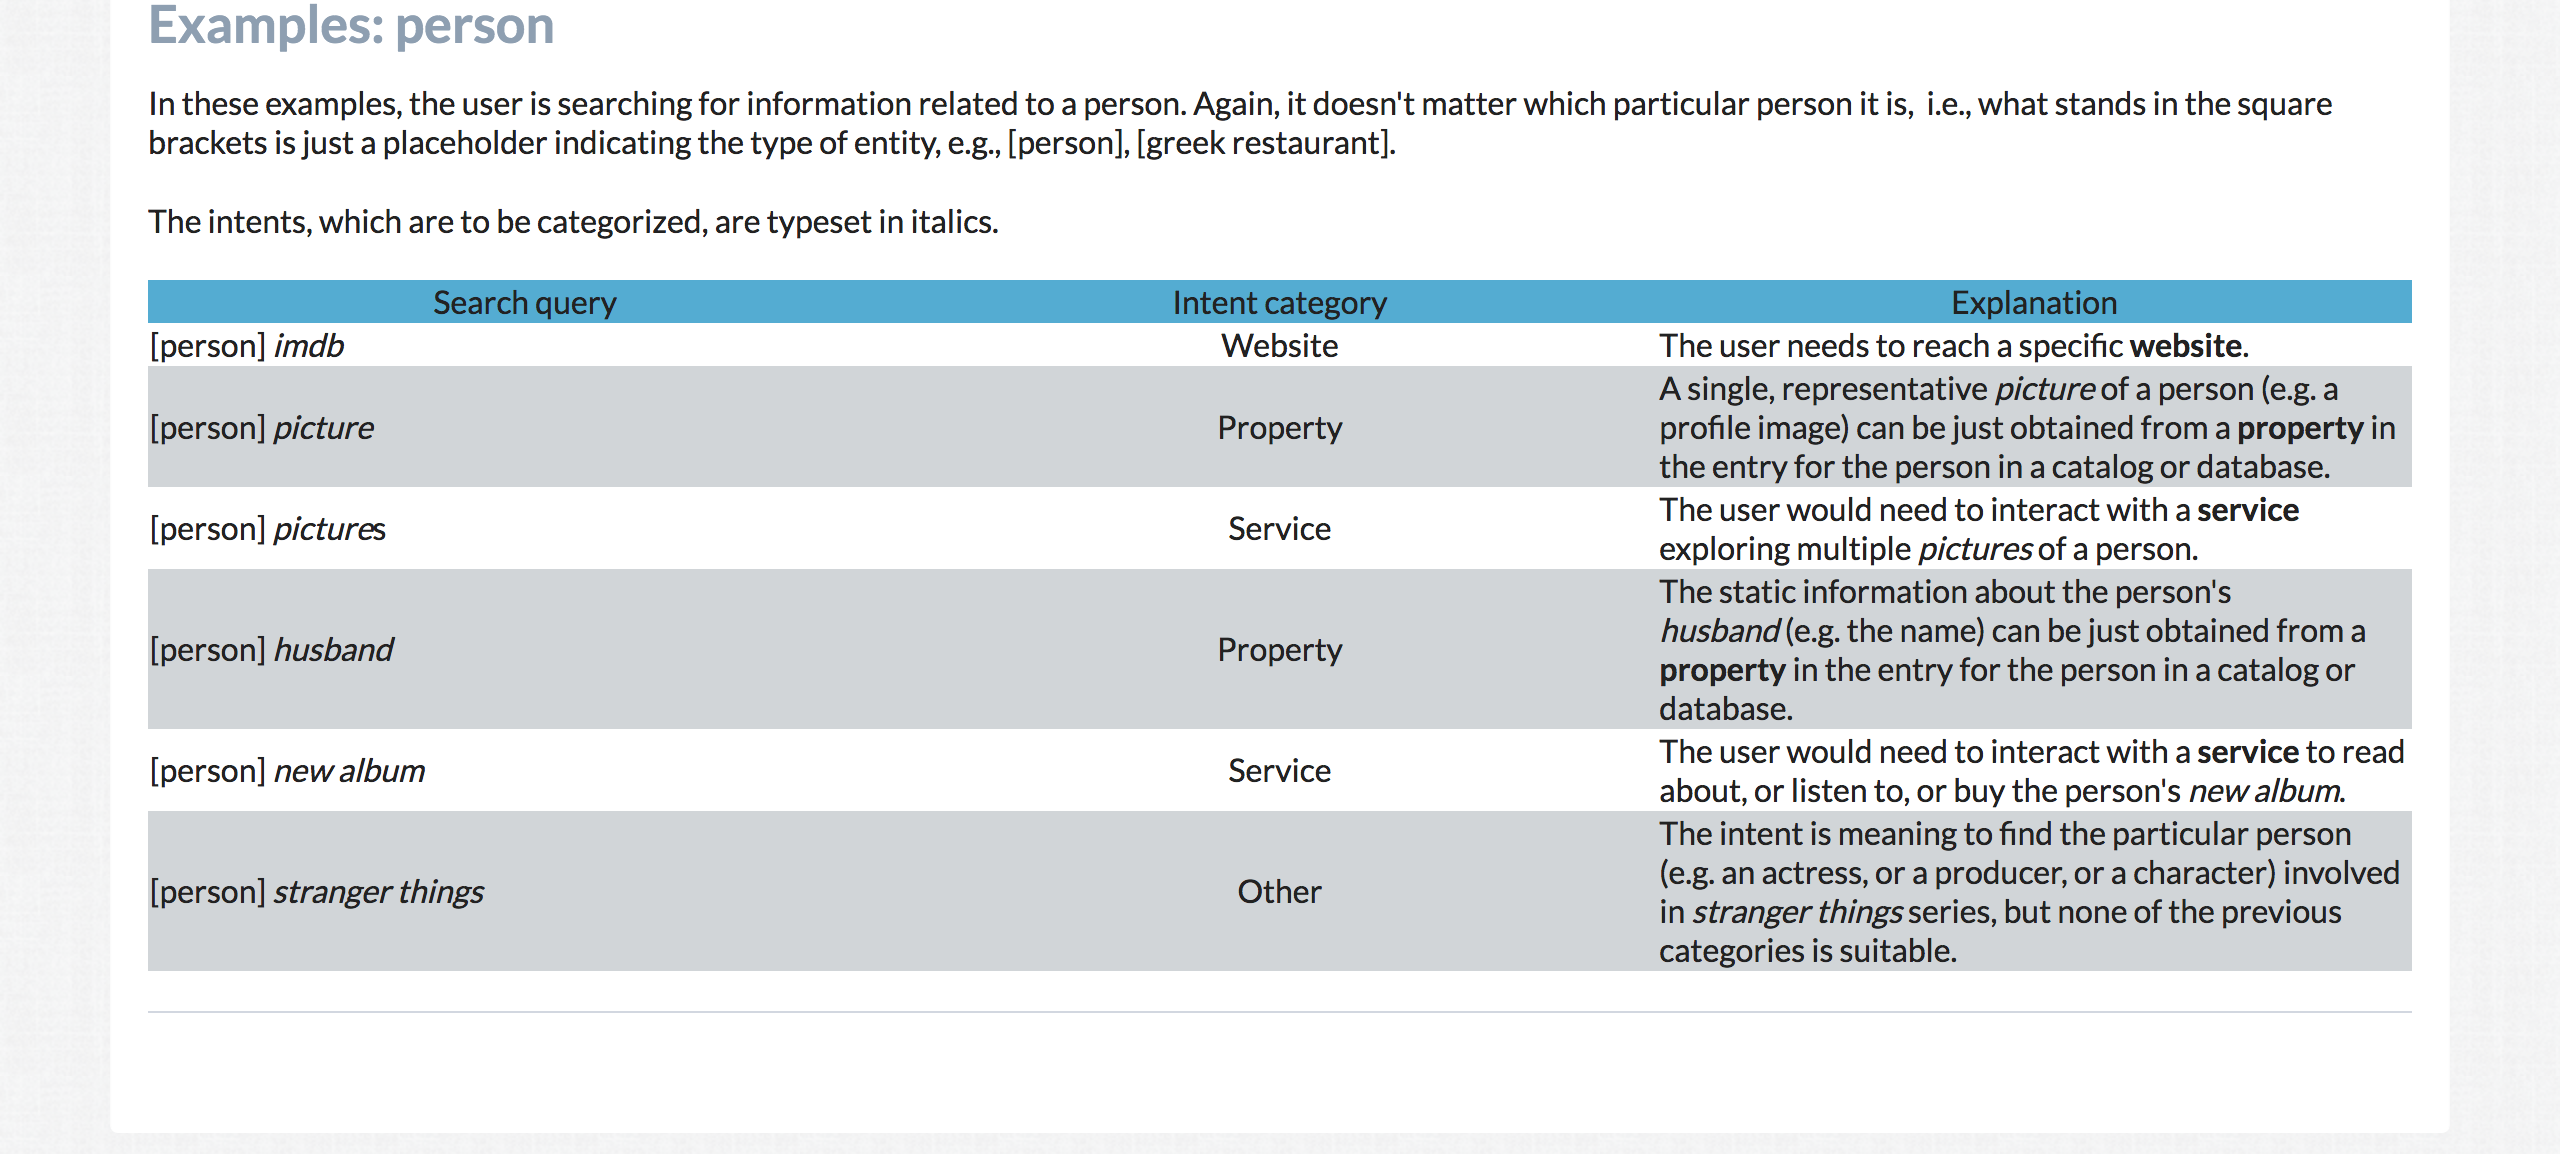 Examples: person
In these examples, the user is searching for information related to a person. Again, it doesn't matter which particular person it is,  i.e., what stands in the square
brackets is just a placeholder indicating the type of entity, e.g., [person], [greek restaurant].
The intents, which are to be categorized, are typeset in italics.
Search query Intent category Explanation
[person] imdb Website The user needs to reach a specific website.
[person] picture Property A single, representative picture of a person (e.g. a
profile image) can be just obtained from a property in
the entry for the person in a catalog or database.
[person] pictures Service The user would need to interact with a service
exploring multiple pictures of a person.
[person] husband Property The static information about the person's
husband (e.g. the name) can be just obtained from a
property in the entry for the person in a catalog or
database.
[person] new album Service The user would need to interact with a service to read
about, or listen to, or buy the person's new album.
[person] stranger things Other The intent is meaning to find the particular person
(e.g. an actress, or a producer, or a character) involved
in stranger things series, but none of the previous
categories is suitable.